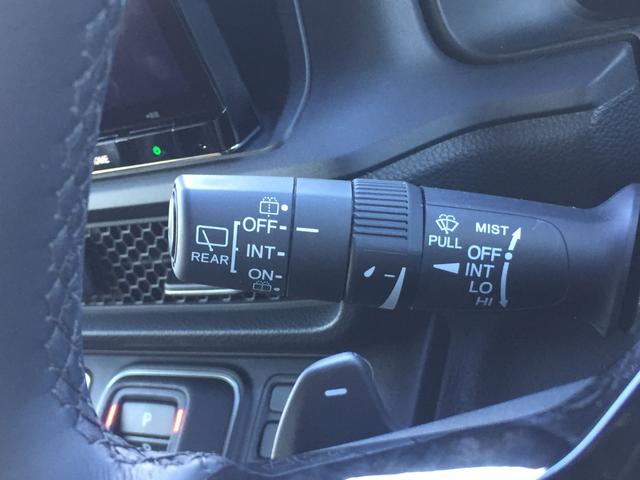 OFF
INT
ON
REAR
PULL
MIST
OFF
INT
LO
HI
P